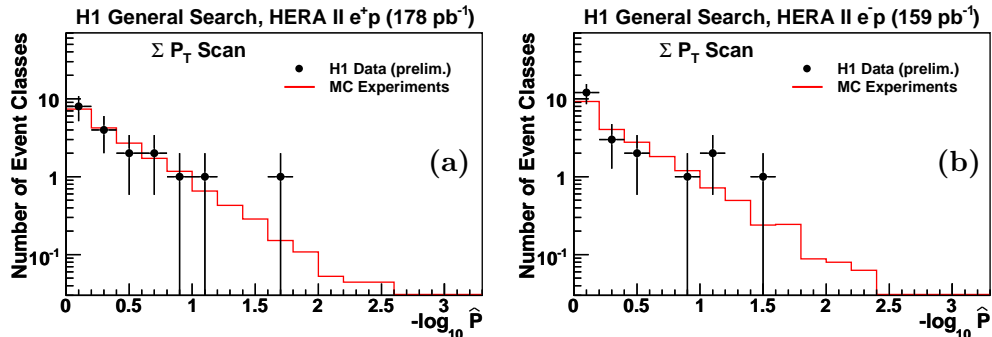 H1 General Search, HERA II e⁺p (178 pb⁻¹)
Number of Event Classes
Σ P_T Scan
H1 Data (prelim.)
MC Experiments
(a)
10
1
10⁻¹
0 0.5 1 1.5 2 2.5 3
-log₁₀ P̂
H1 General Search, HERA II e⁻p (159 pb⁻¹)
Number of Event Classes
Σ P_T Scan
H1 Data (prelim.)
MC Experiments
(b)
10
1
10⁻¹
0 0.5 1 1.5 2 2.5 3
-log₁₀ P̂